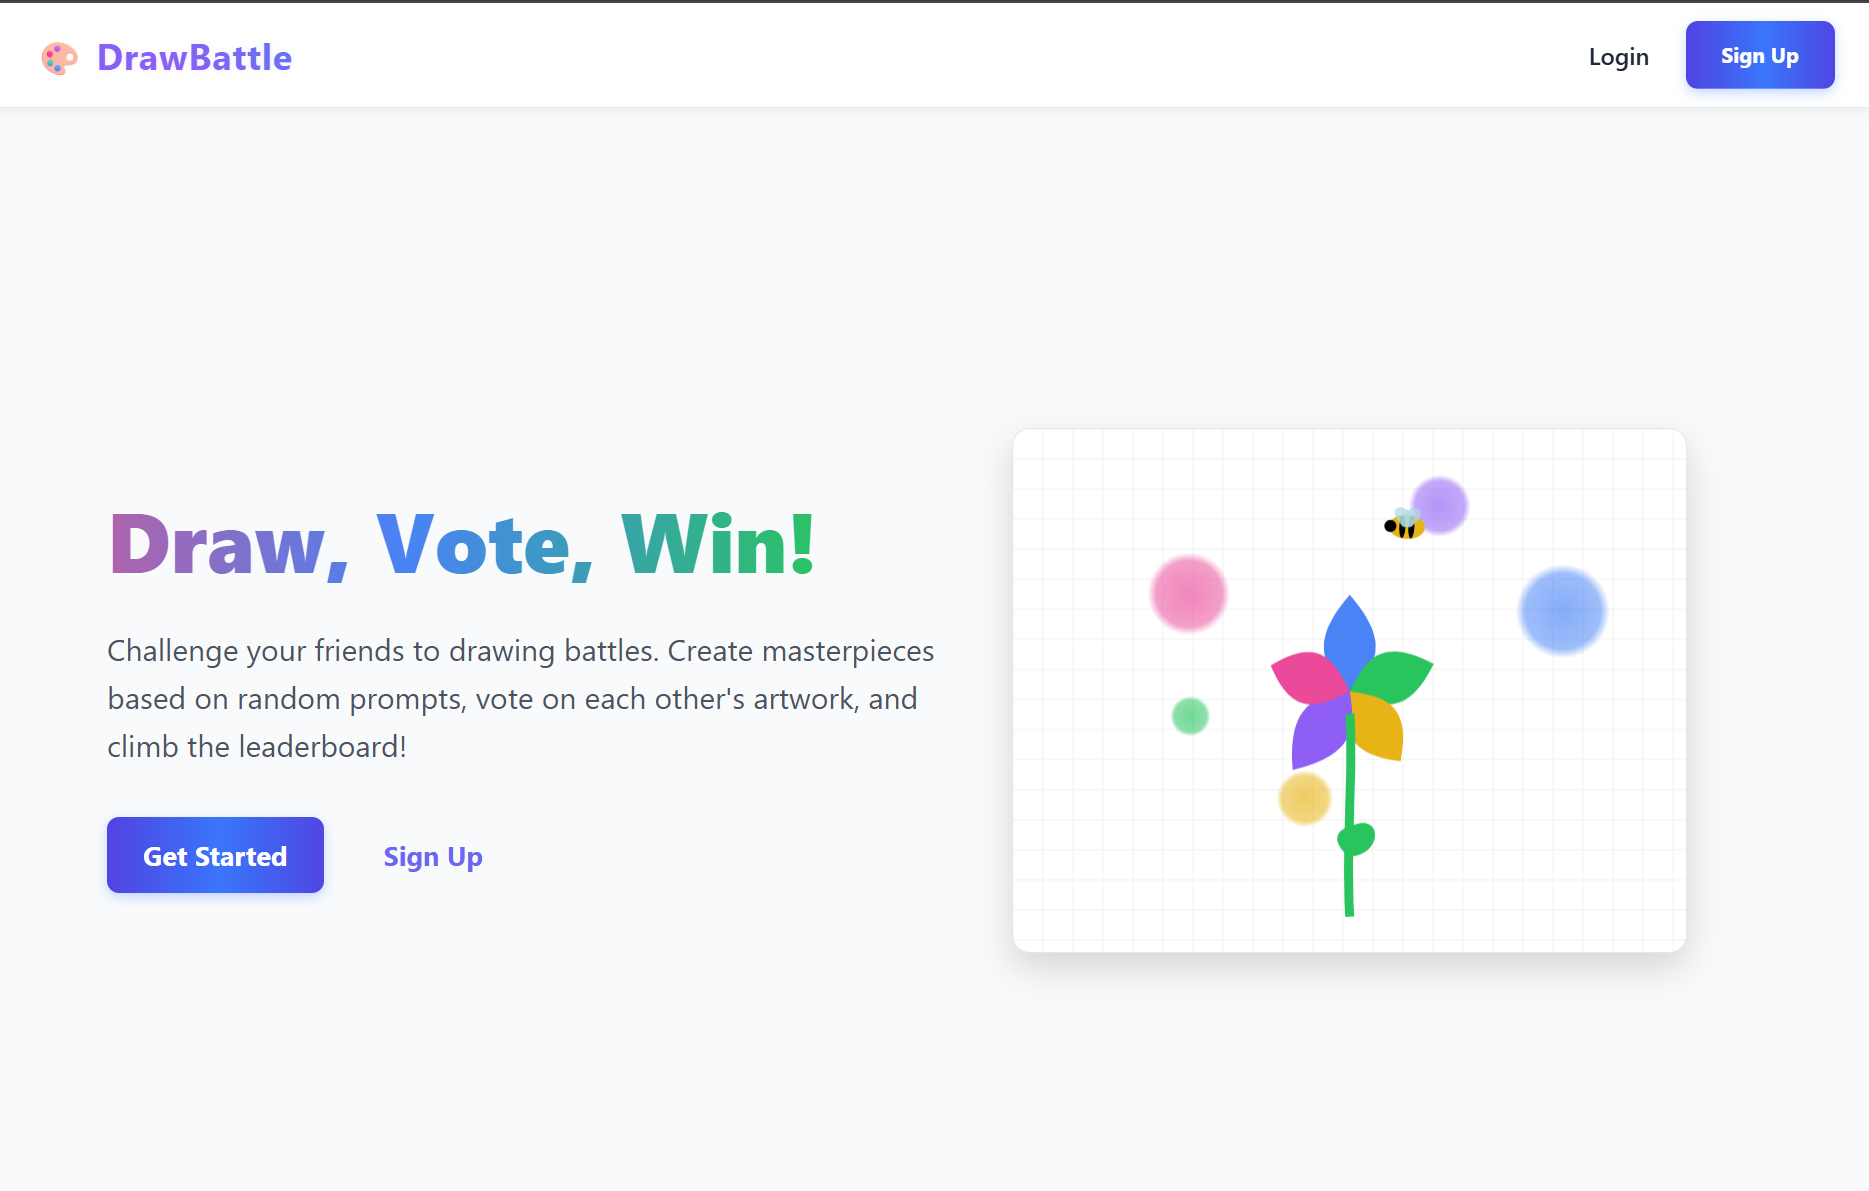 DrawBattle
Login
Sign Up
Draw, Vote, Win!
Challenge your friends to drawing battles. Create masterpieces
based on random prompts, vote on each other's artwork, and
climb the leaderboard!
Get Started
Sign Up